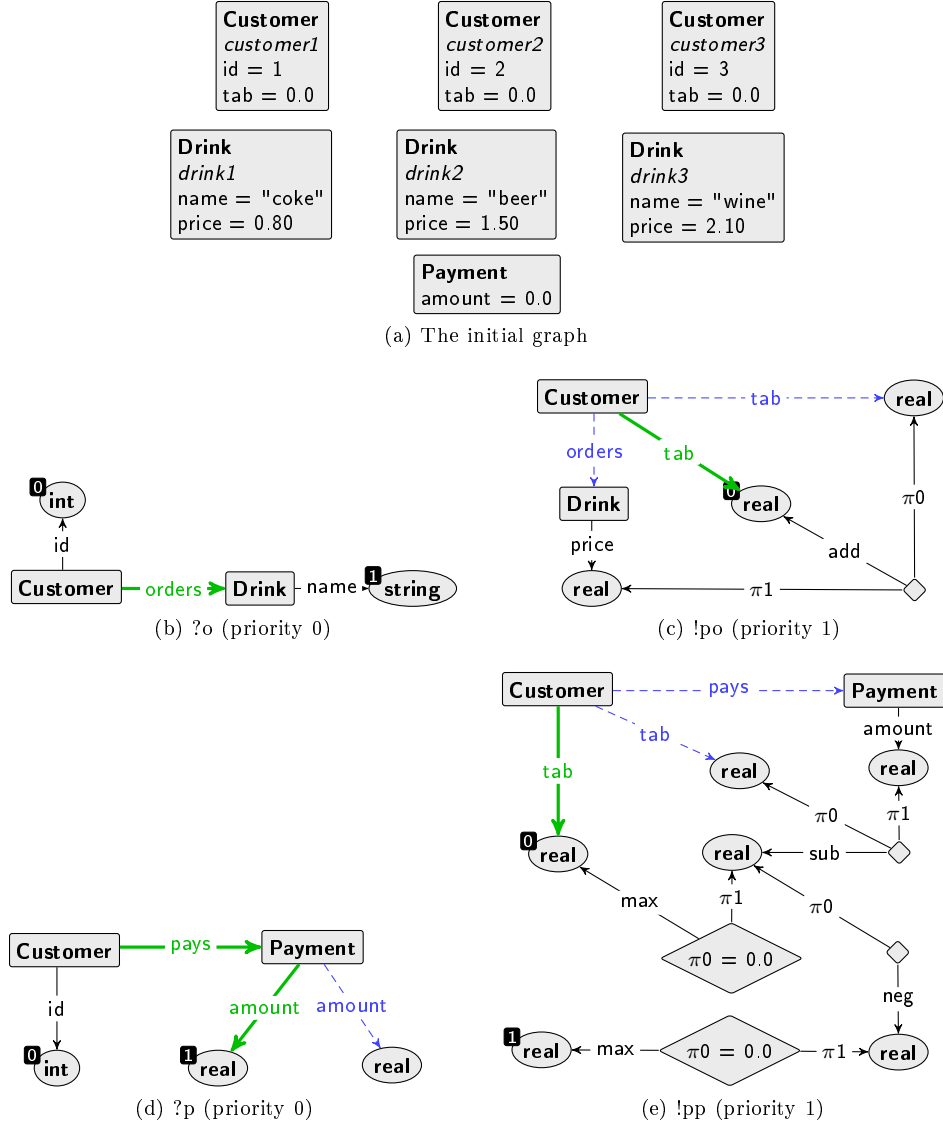 Customer
customer1
id = 1
tab = 0.0
Customer
customer2
id = 2
tab = 0.0
Customer
customer3
id = 3
tab = 0.0
Drink
drink1
name = "coke"
price = 0.80
Drink
drink2
name = "beer"
price = 1.50
Drink
drink3
name = "wine"
price = 2.10
Payment
amount = 0.0
(a) The initial graph
0
int
id
Customer
orders
Drink
name
1
string
(b) ?o (priority 0)
Customer
tab
real
orders
tab
π0
Drink
0
real
price
add
real
π1
(c) !po (priority 1)
Customer
pays
Payment
id
amount
amount
0
int
1
real
real
(d) ?p (priority 0)
Customer
pays
Payment
tab
amount
tab
real
real
π0
π1
0
real
real
sub
max
π1
π0
π0 = 0.0
neg
1
real
max
π0 = 0.0
π1
real
(e) !pp (priority 1)